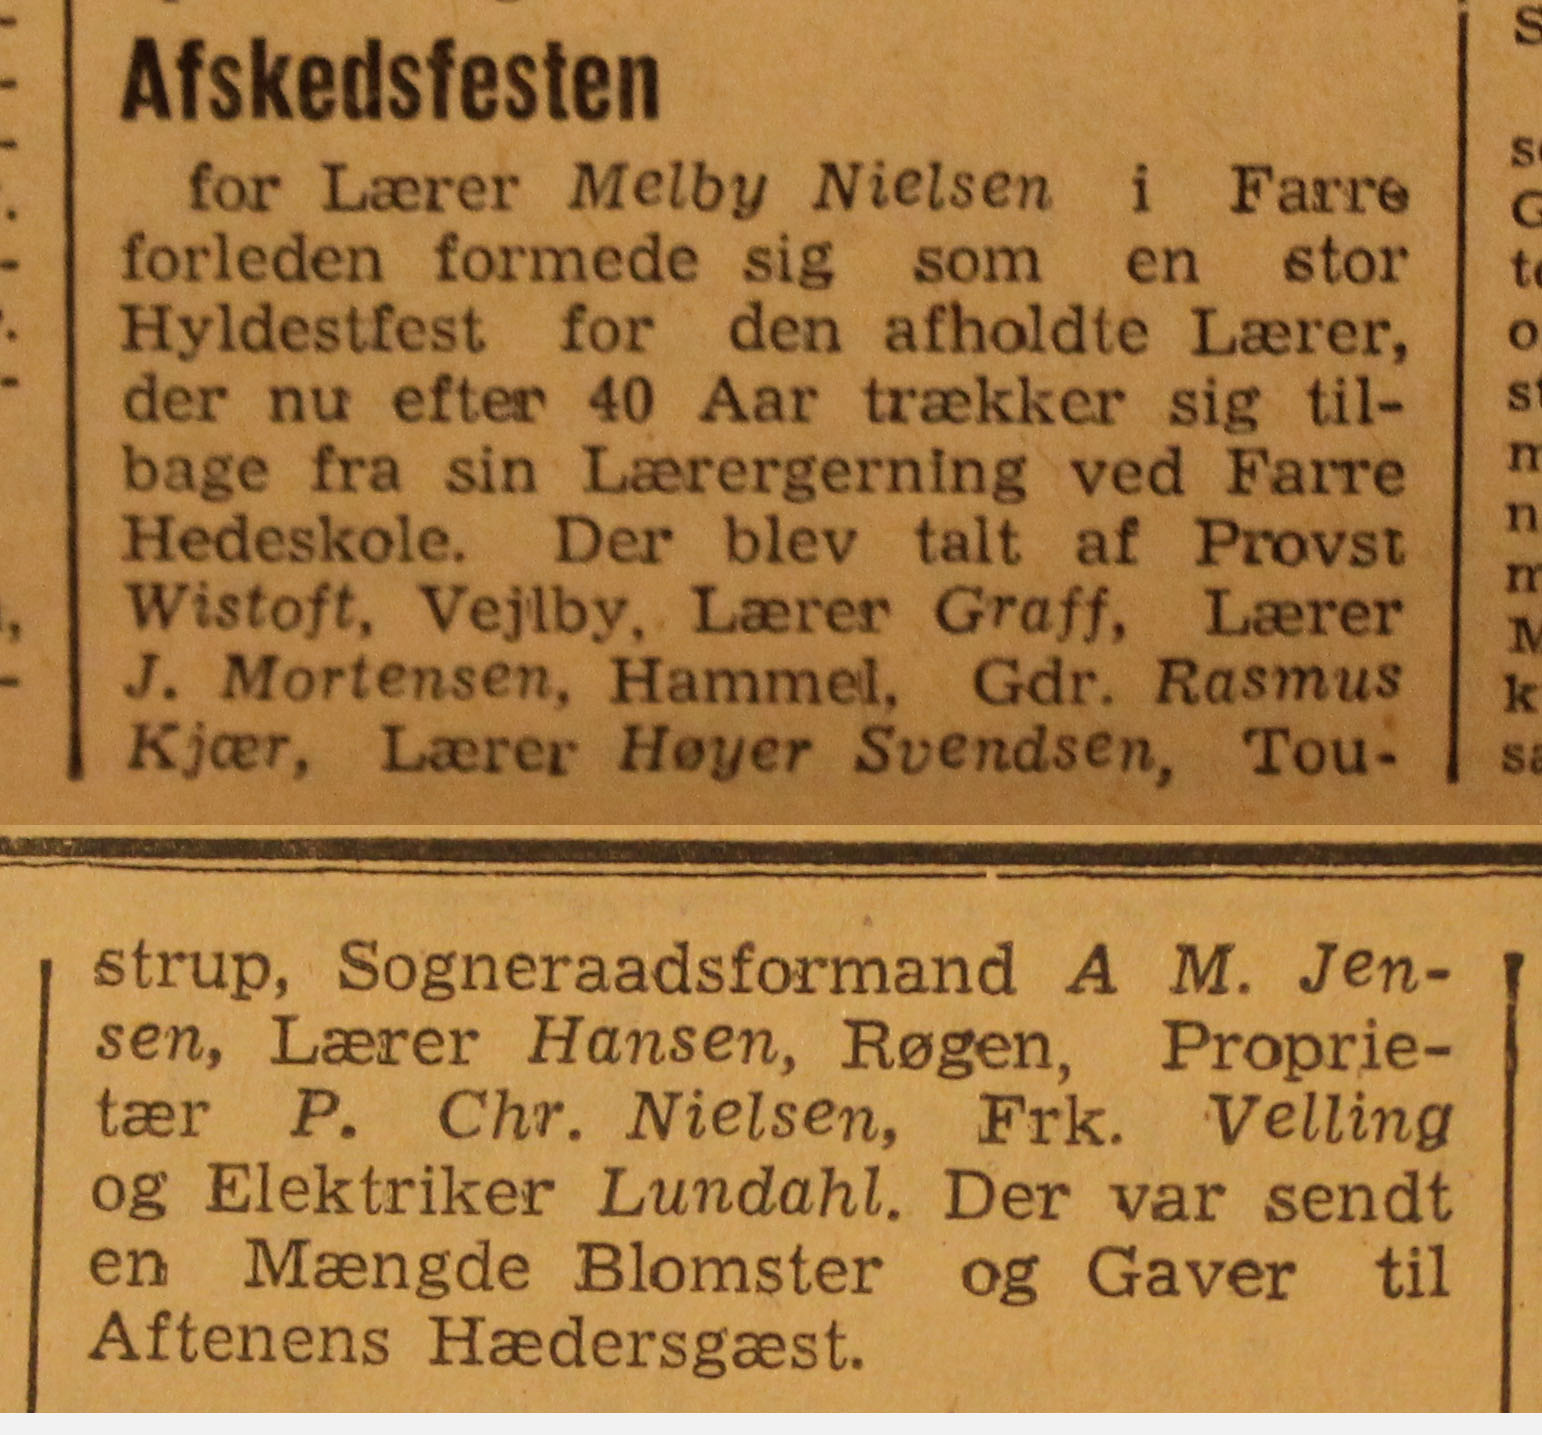 Afskedsfesten
for Lærer Melby Nielsen i Farre
forleden formede sig som en stor
Hyldestfest for den afholdte Lærer,
der nu efter 40 Aar trækker sig til-
bage fra sin Lærergerning ved Farre
Hedeskole. Der blev talt af Provst
Wistoft, Vejlby, Lærer Graff, Lærer
J. Mortensen, Hammel, Gdr. Rasmus
Kjær, Lærer Høyer Svendsen, Tou-
strup, Sogneraadsformand A M. Jen-
sen, Lærer Hansen, Røgen, Proprie-
tær P. Chr. Nielsen, Frk. Velling
og Elektriker Lundahl. Der var sendt
en Mængde Blomster og Gaver til
Aftenens Hædersgæst.